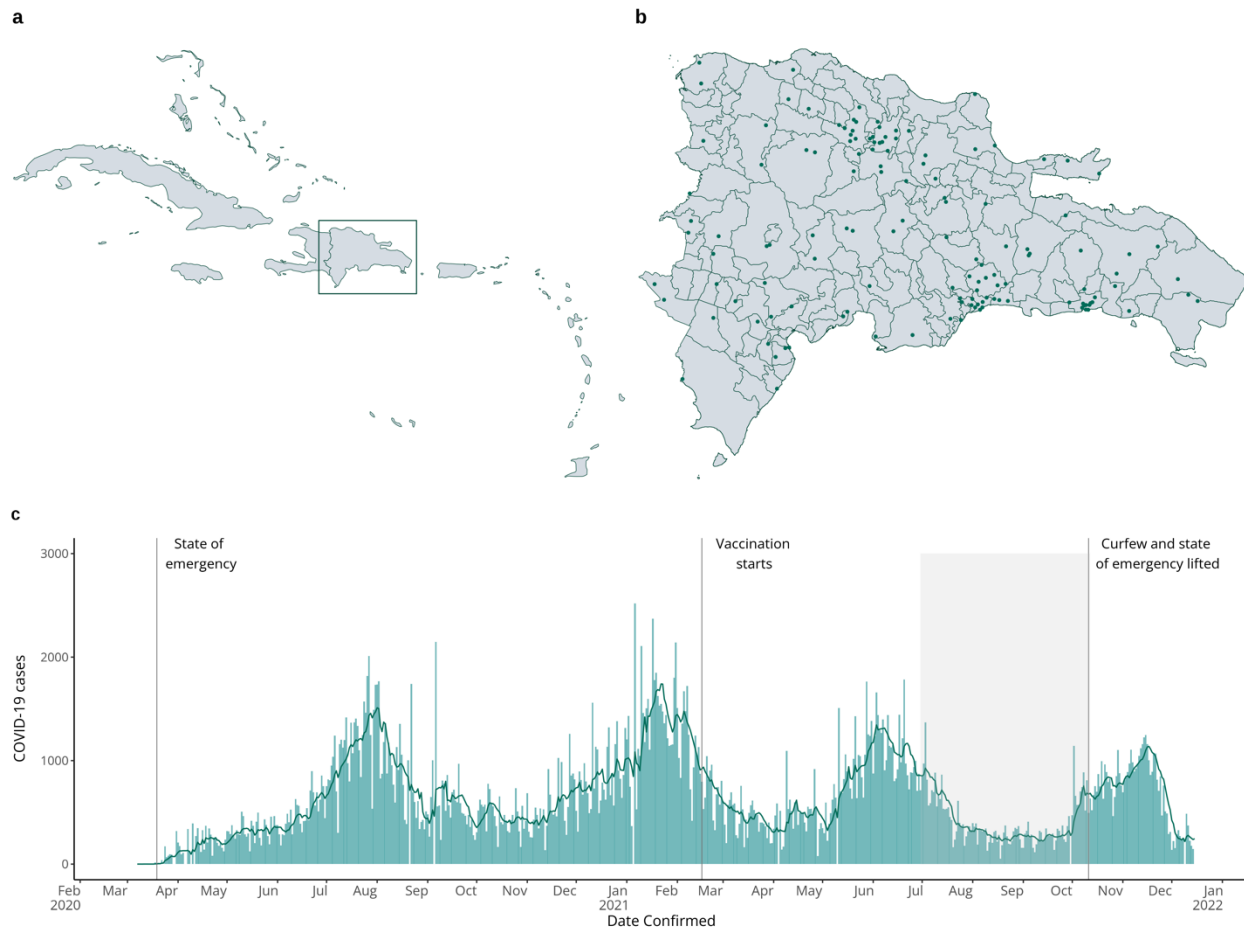 a
b
c
State of
emergency
Vaccination
starts
Curfew and state
of emergency lifted
3000
2000
1000
0
COVID-19 cases
Feb Mar Apr May Jun Jul Aug Sep Oct Nov Dec Jan Feb Mar Apr May Jun Jul Aug Sep Oct Nov Dec Jan
2020 2021 2022
Date Confirmed